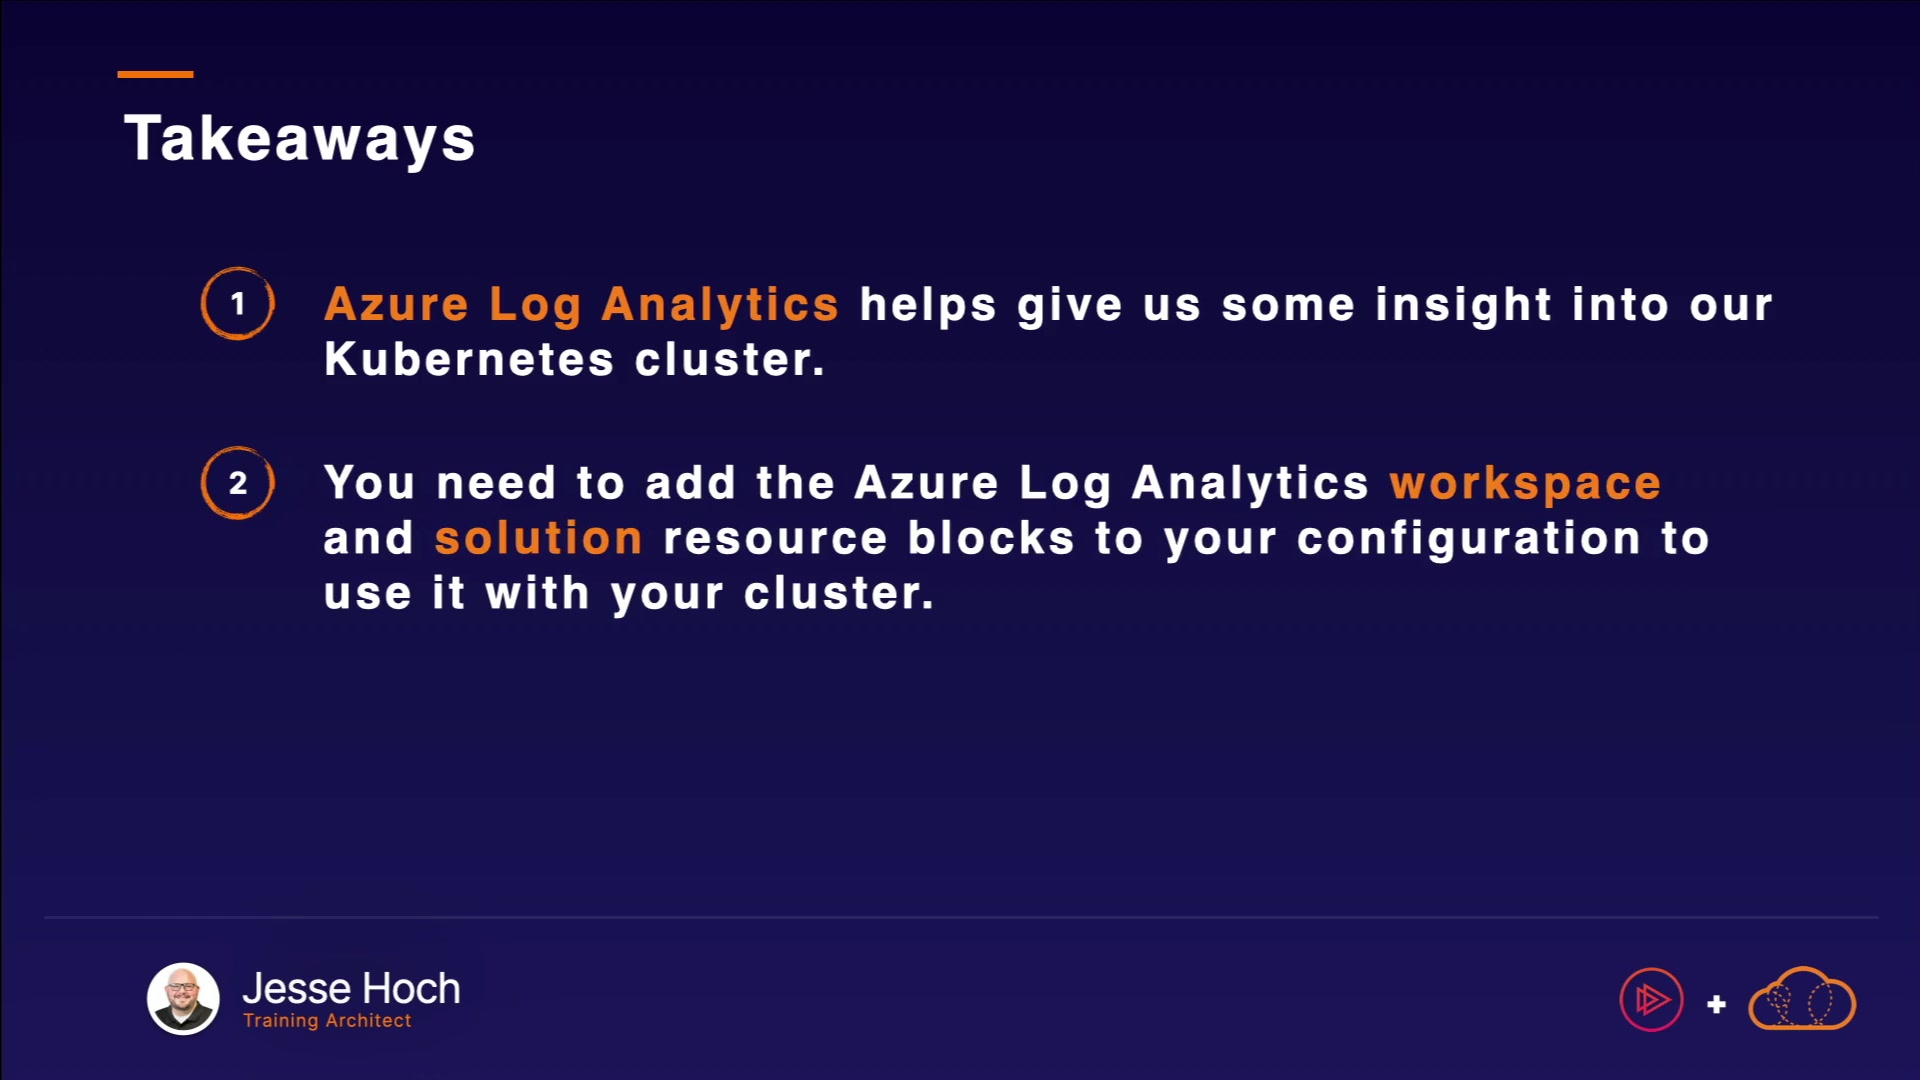 Takeaways
1
Azure Log Analytics helps give us some insight into our
Kubernetes cluster.
2
You need to add the Azure Log Analytics workspace
and solution resource blocks to your configuration to
use it with your cluster.
Jesse Hoch
Training Architect
+